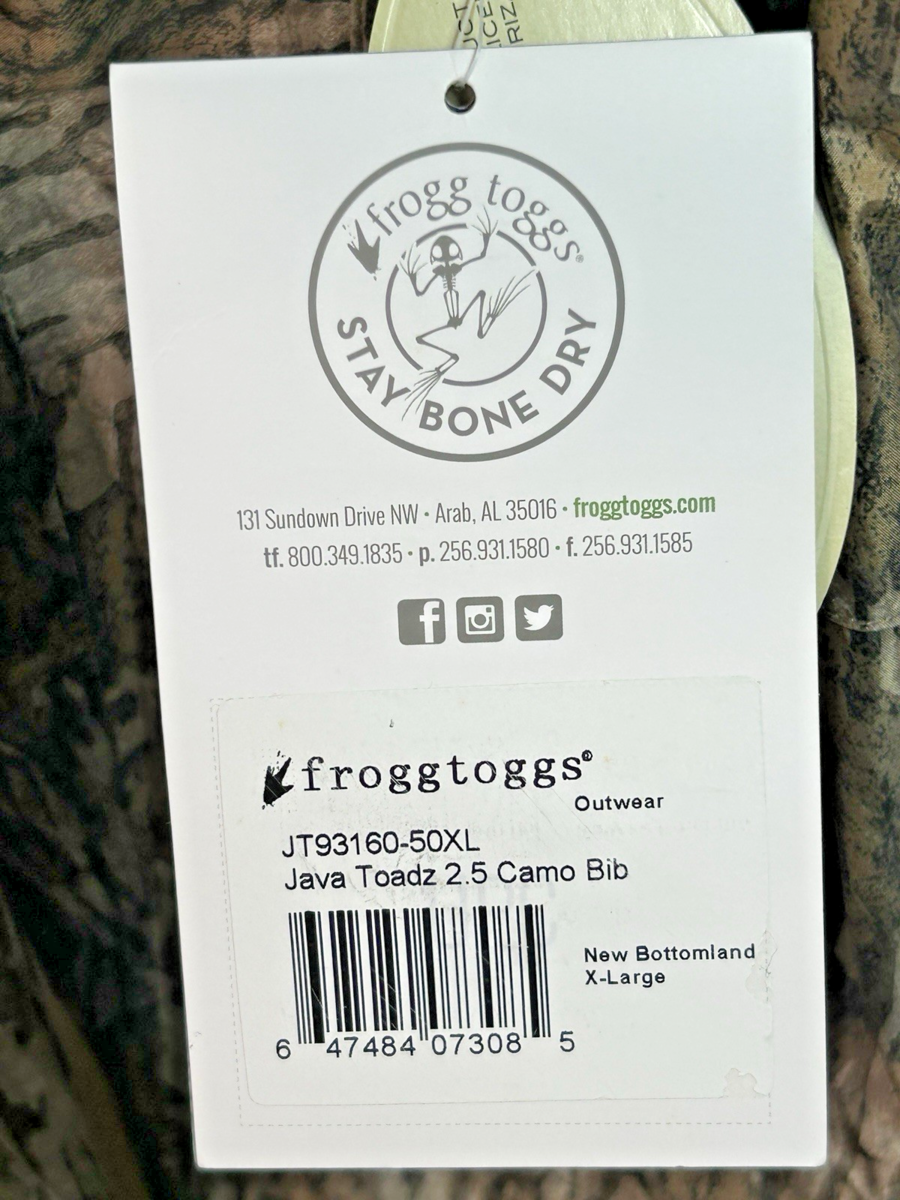 frogg toggs®
STAY BONE DRY
131 Sundown Drive NW • Arab, AL 35016 • froggtoggs.com
tf. 800.349.1835 • p. 256.931.1580 • f. 256.931.1585
froggtoggs®
Outwear
JT93160-50XL
Java Toadz 2.5 Camo Bib
New Bottomland
X-Large
6 47484 07308 5